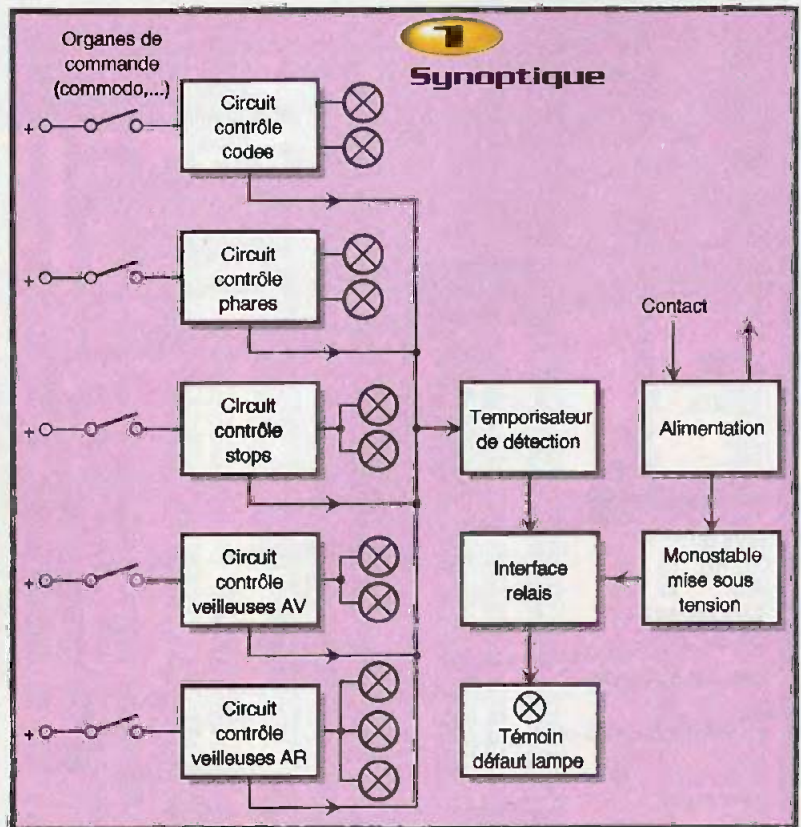 1
Synoptique
Organes de
commande
(commodo,...)
+
Circuit
contrôle
codes
+
Circuit
contrôle
phares
Contact
+
Circuit
contrôle
stops
Temporisateur
de détection
Alimentation
+
Circuit
contrôle
veilleuses AV
Interface
relais
Monostable
mise sous
tension
+
Circuit
contrôle
veilleuses AR
Témoin
défaut lampe